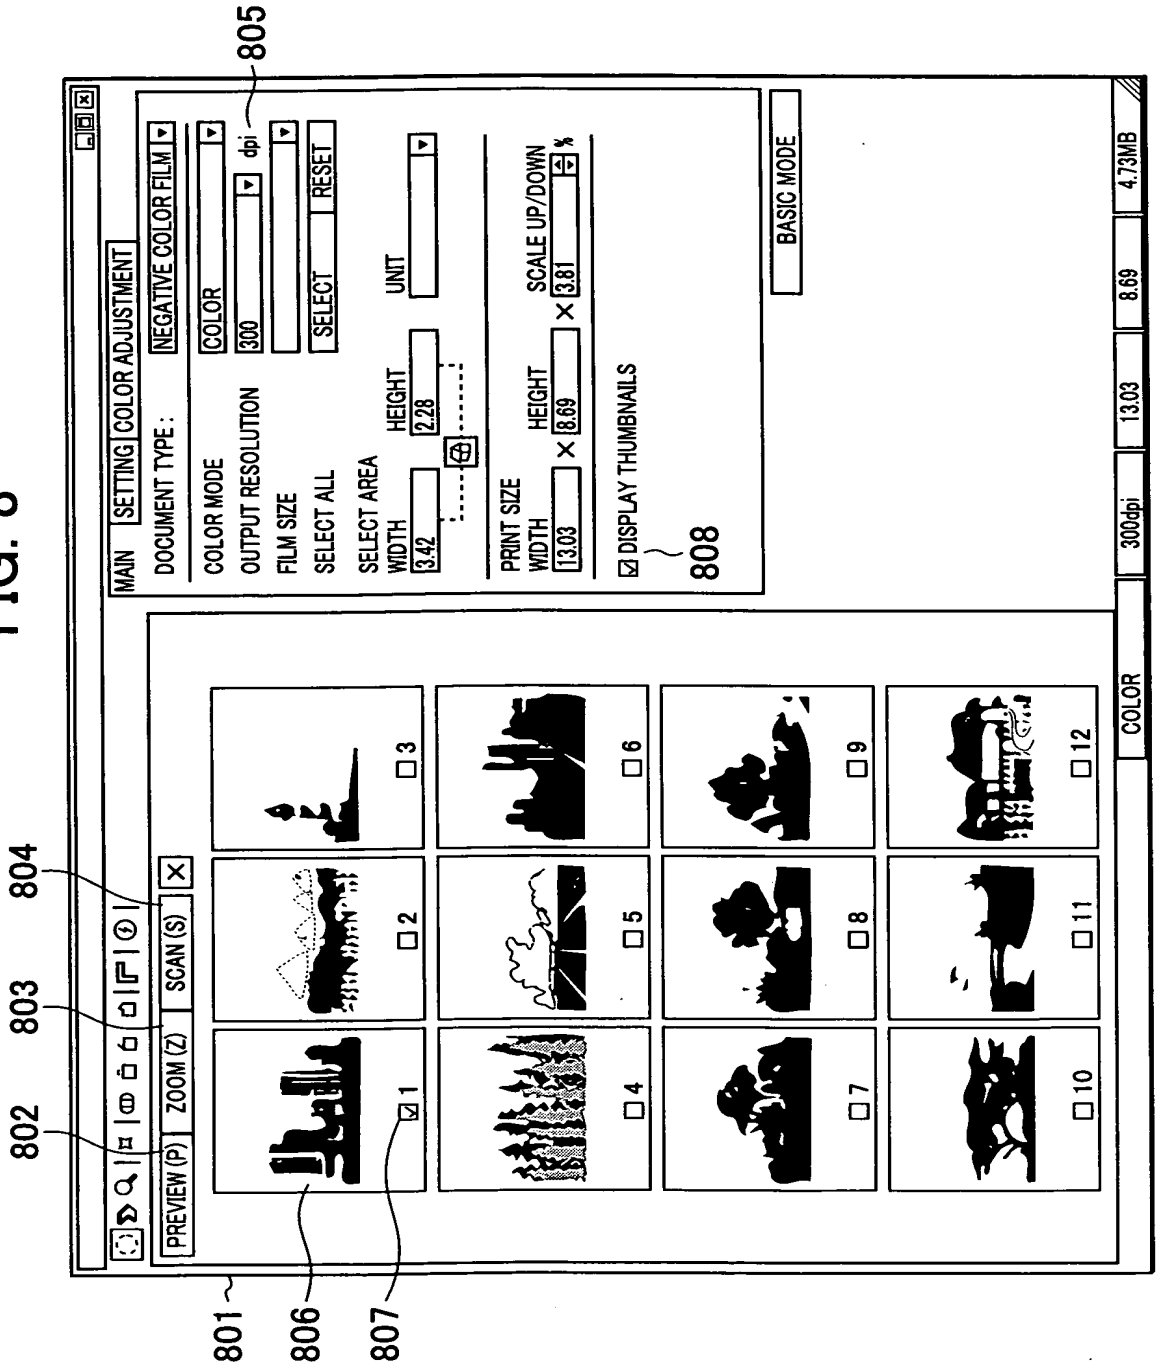 FIG. 8
801
802
803
804
805
806
807
808
PREVIEW (P)
ZOOM (Z)
SCAN (S)
1
2
3
4
5
6
7
8
9
10
11
12
MAIN SETTING COLOR ADJUSTMENT
DOCUMENT TYPE : NEGATIVE COLOR FILM
COLOR MODE COLOR
OUTPUT RESOLUTION 300 dpi
FILM SIZE
SELECT ALL SELECT RESET
SELECT AREA
WIDTH HEIGHT UNIT
3.42 2.28
PRINT SIZE
WIDTH HEIGHT SCALE UP/DOWN
13.03 × 8.69 × 3.81 %
DISPLAY THUMBNAILS
BASIC MODE
COLOR 300dpi 13.03 8.69 4.73MB